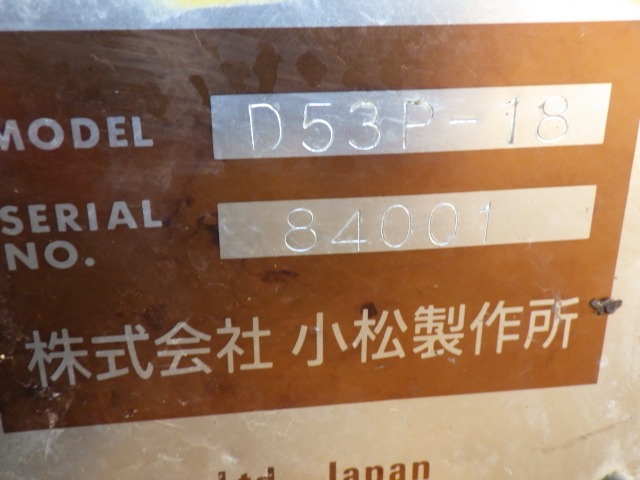 MODEL D53P-18
SERIAL NO. 84001
株式会社 小松製作所
Ltd. Japan